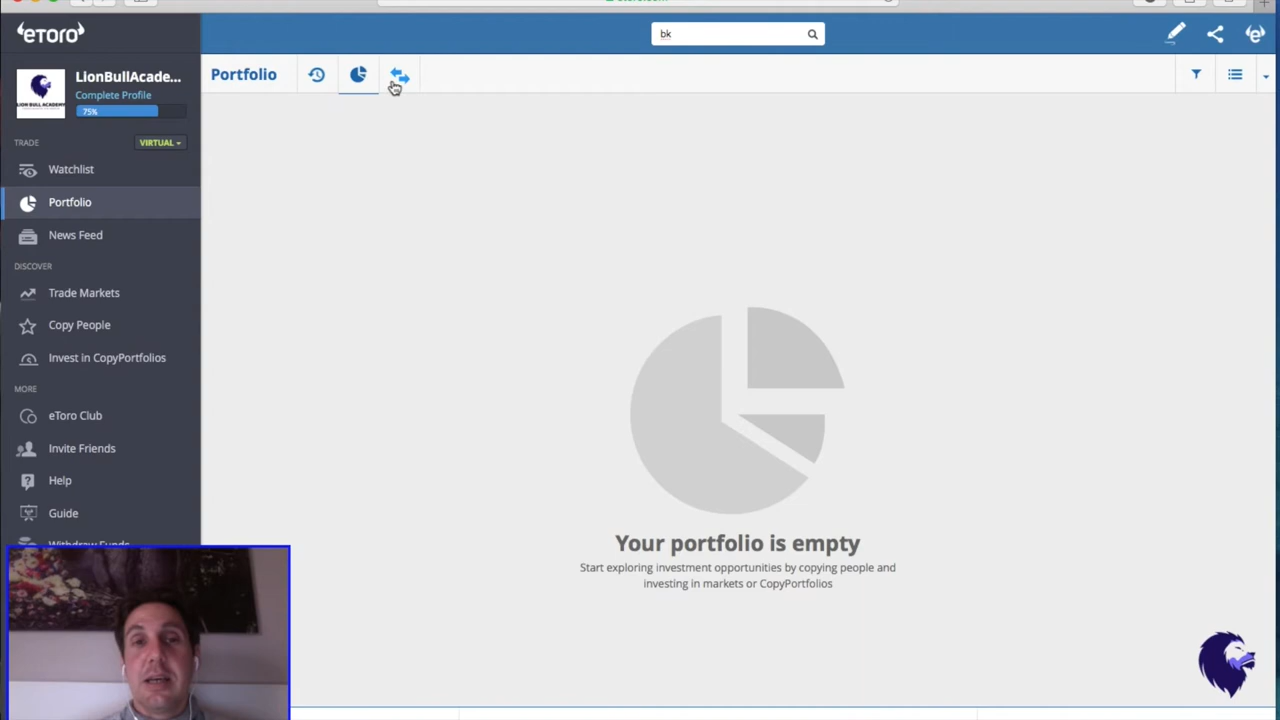 eToro
bk
LionBullAcade...
Complete Profile
75%
Portfolio
TRADE
VIRTUAL
Watchlist
Portfolio
News Feed
DISCOVER
Trade Markets
Copy People
Invest in CopyPortfolios
MORE
eToro Club
Invite Friends
Help
Guide
Withdraw Funds
Your portfolio is empty
Start exploring investment opportunities by copying people and
investing in markets or CopyPortfolios